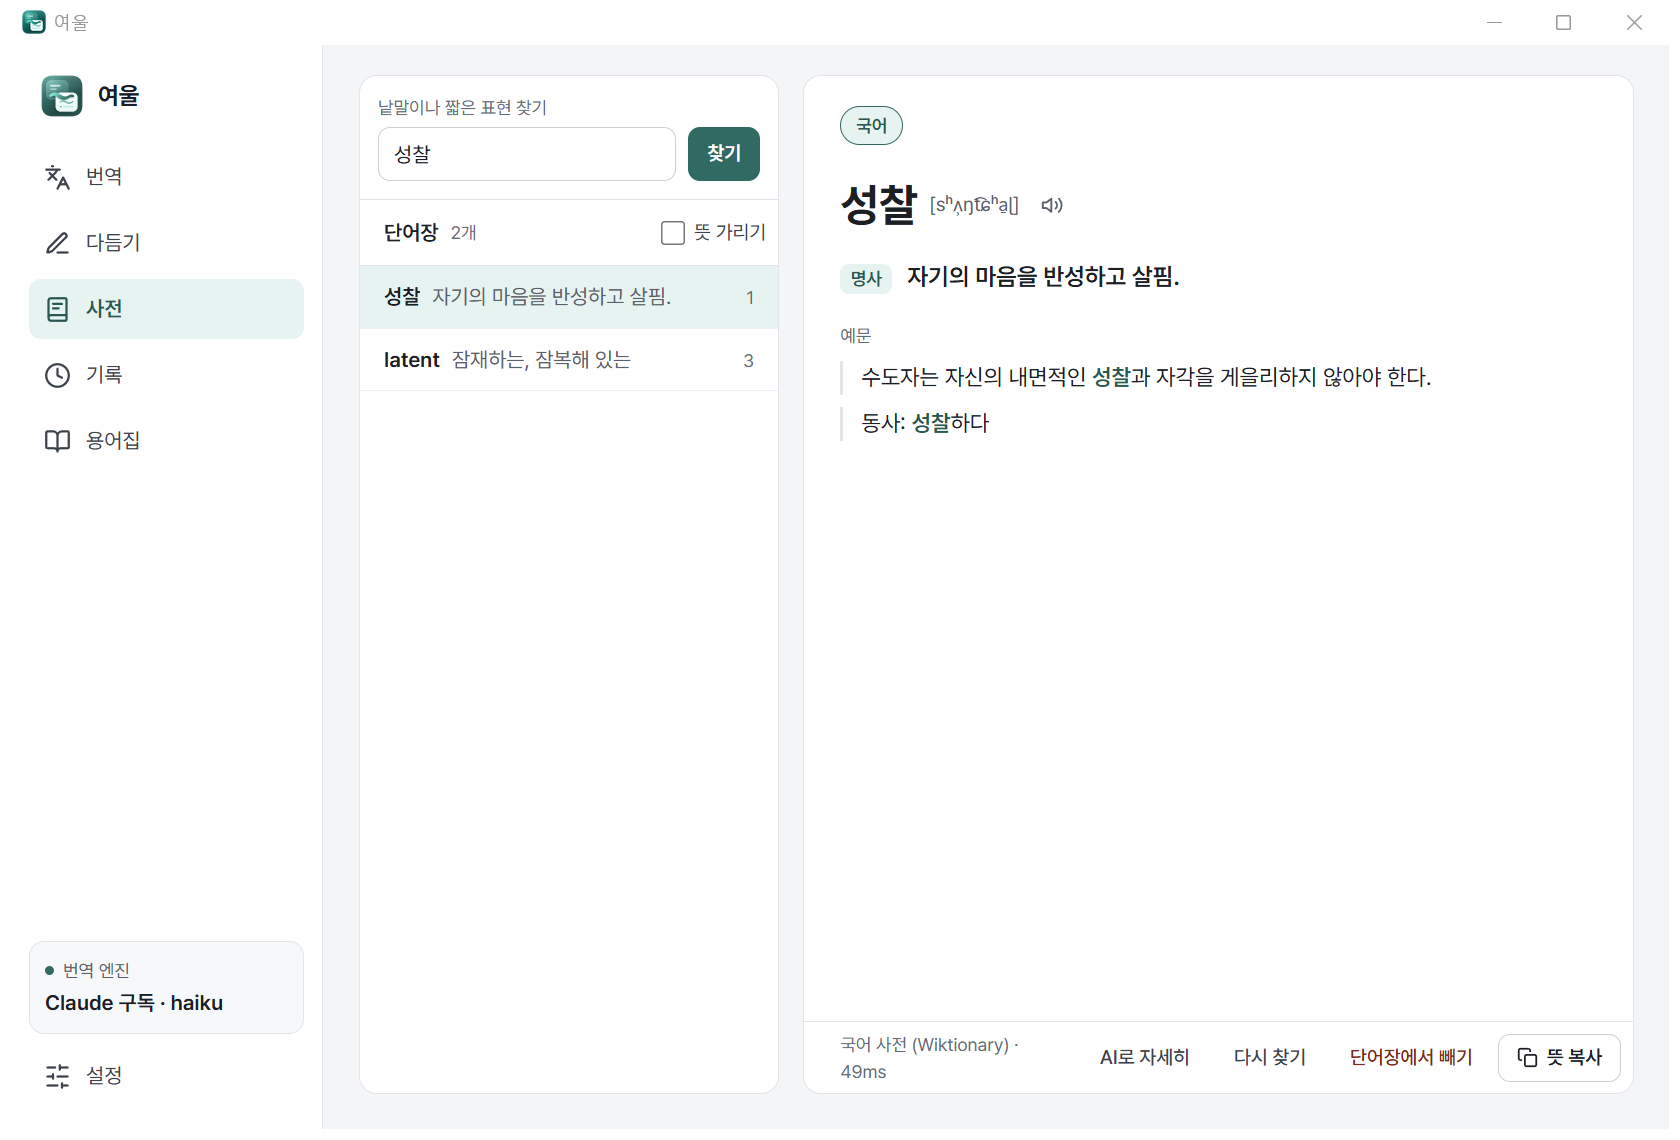 여울
여울
번역
다듬기
사전
기록
용어집
번역 엔진
Claude 구독 · haiku
설정
낱말이나 짧은 표현 찾기
성찰
찾기
단어장 2개
뜻 가리기
성찰 자기의 마음을 반성하고 살핌. 1
latent 잠재하는, 잠복해 있는 3
국어
성찰 [sʰʌ̹ŋt͡ɕʰa̠ɭ]
명사 자기의 마음을 반성하고 살핌.
예문
수도자는 자신의 내면적인 성찰과 자각을 게을리하지 않아야 한다.
동사: 성찰하다
국어 사전 (Wiktionary) ·
49ms
AI로 자세히
다시 찾기
단어장에서 빼기
뜻 복사